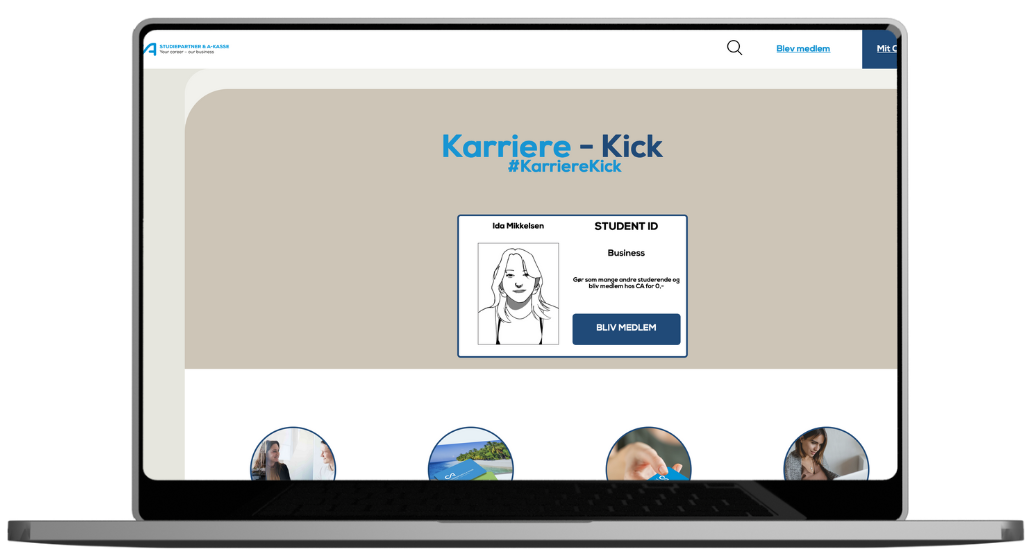 STUDIEPARTNER & A-KASSE
Your career - our business
Blev medlem
Mit C
Karriere - Kick
#KarriereKick
Ida Mikkelsen
STUDENT ID
Business
Gør som mange andre studerende og
bliv medlem hos CA for 0,-
BLIV MEDLEM